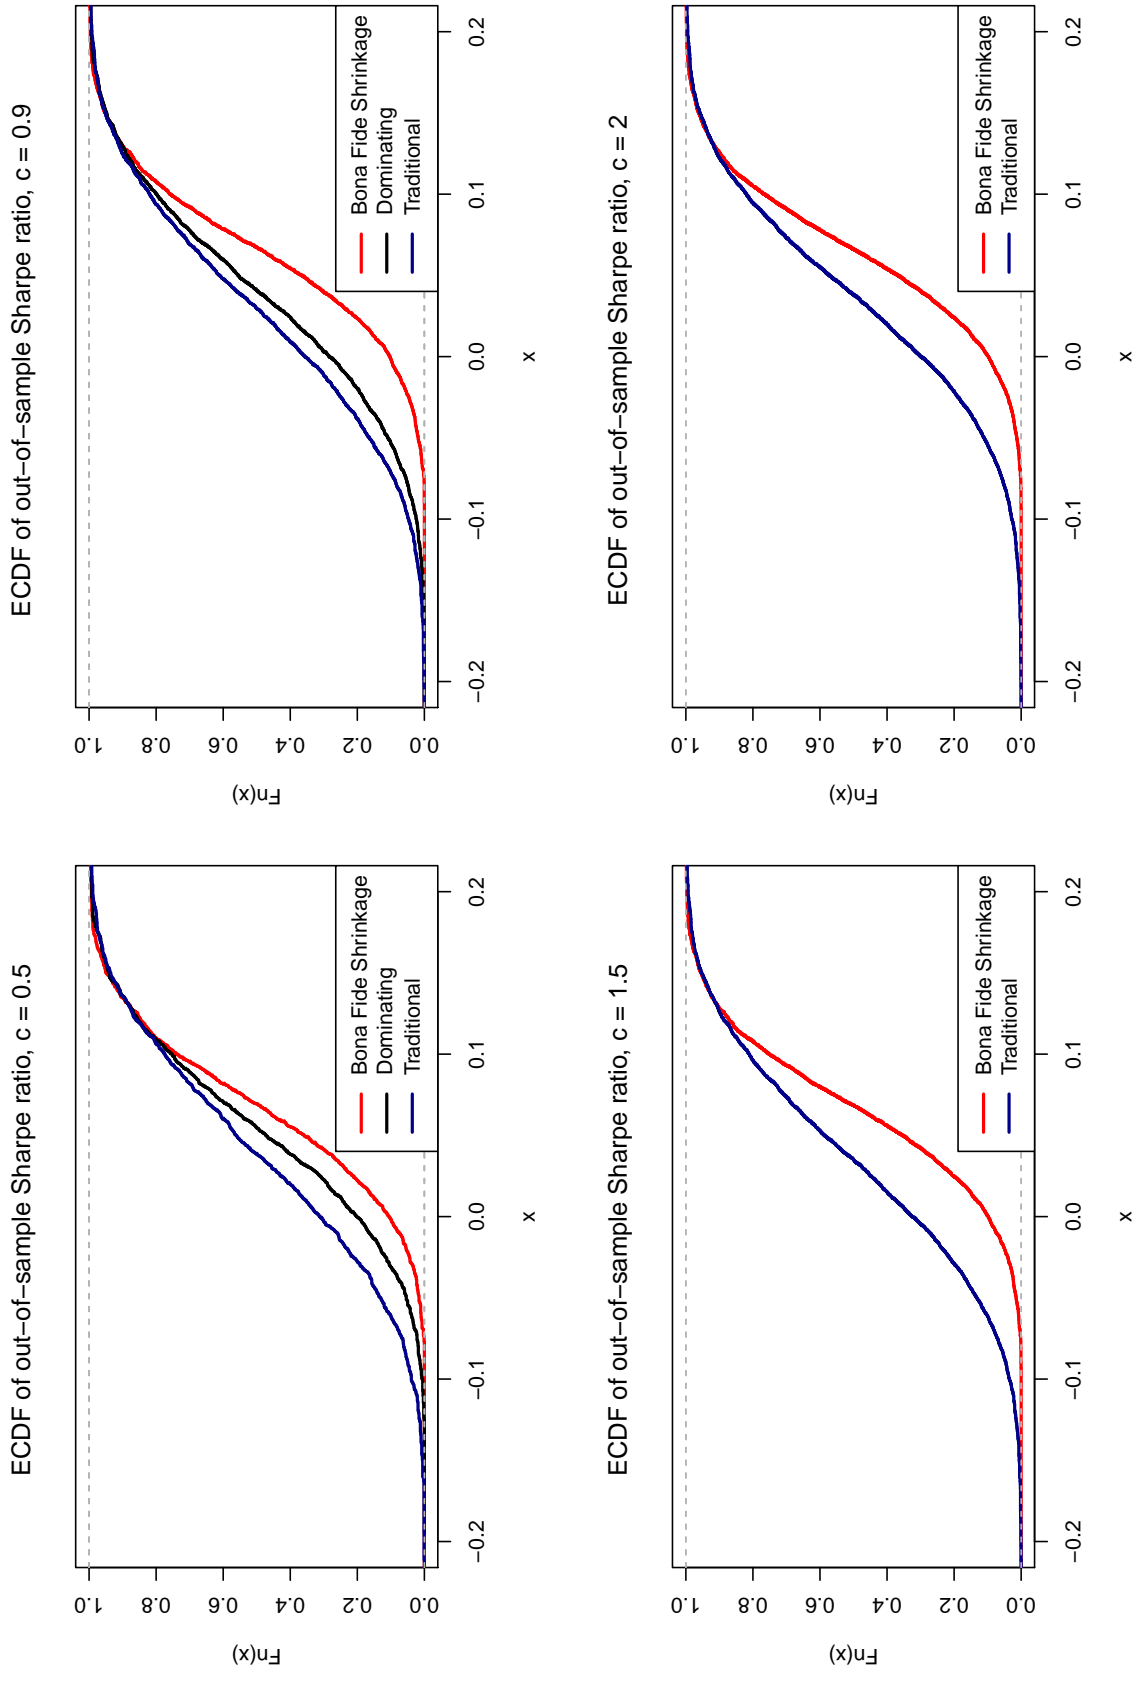 ECDF of out−of−sample Sharpe ratio, c = 0.5
Fn(x)
0.0 0.2 0.4 0.6 0.8 1.0
Bona Fide Shrinkage
Dominating
Traditional
−0.2 −0.1 0.0 0.1 0.2
x
ECDF of out−of−sample Sharpe ratio, c = 0.9
Fn(x)
0.0 0.2 0.4 0.6 0.8 1.0
Bona Fide Shrinkage
Dominating
Traditional
−0.2 −0.1 0.0 0.1 0.2
x
ECDF of out−of−sample Sharpe ratio, c = 1.5
Fn(x)
0.0 0.2 0.4 0.6 0.8 1.0
Bona Fide Shrinkage
Traditional
−0.2 −0.1 0.0 0.1 0.2
x
ECDF of out−of−sample Sharpe ratio, c = 2
Fn(x)
0.0 0.2 0.4 0.6 0.8 1.0
Bona Fide Shrinkage
Traditional
−0.2 −0.1 0.0 0.1 0.2
x